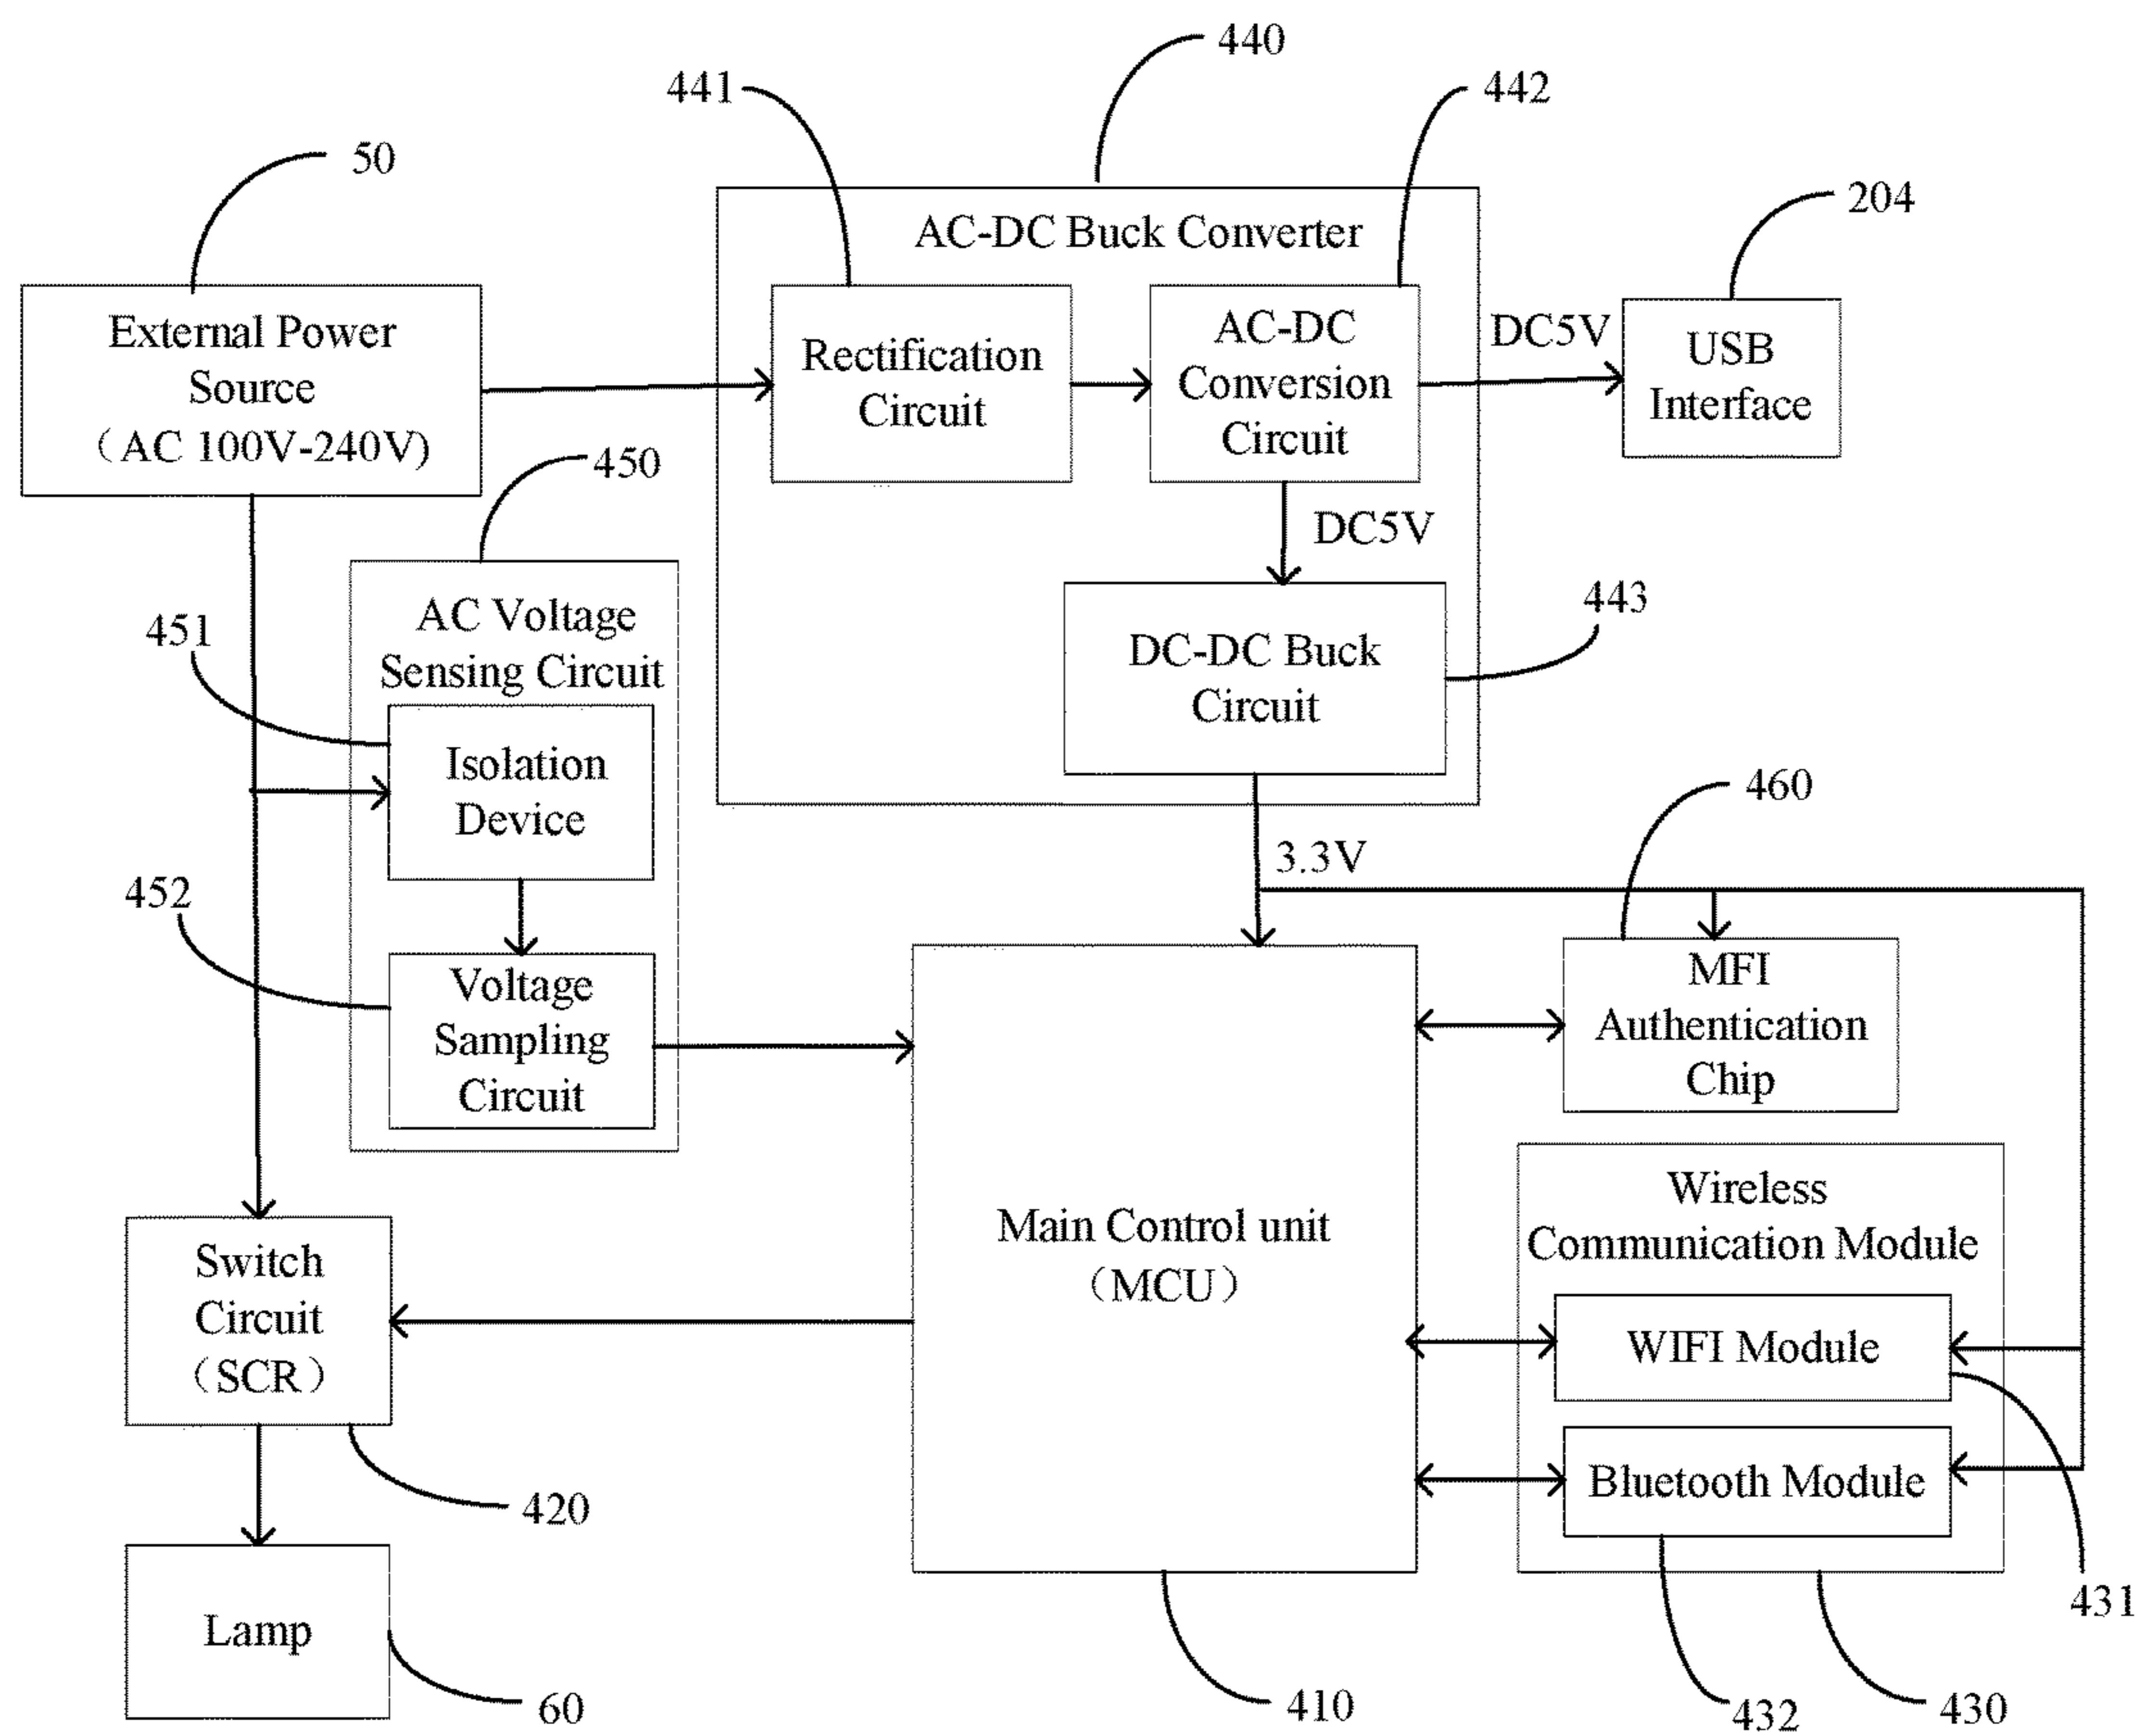 440
441
442
50
204
AC-DC Buck Converter
External Power
Source
（AC 100V-240V)
Rectification
Circuit
AC-DC
Conversion
Circuit
DC5V
USB
Interface
450
DC5V
443
451
AC Voltage
Sensing Circuit
DC-DC Buck
Circuit
Isolation
Device
460
3.3V
452
Voltage
Sampling
Circuit
MFI
Authentication
Chip
Main Control unit
（MCU）
Wireless
Communication Module
Switch
Circuit
（SCR）
WIFI Module
Bluetooth Module
420
431
Lamp
60
410
432
430